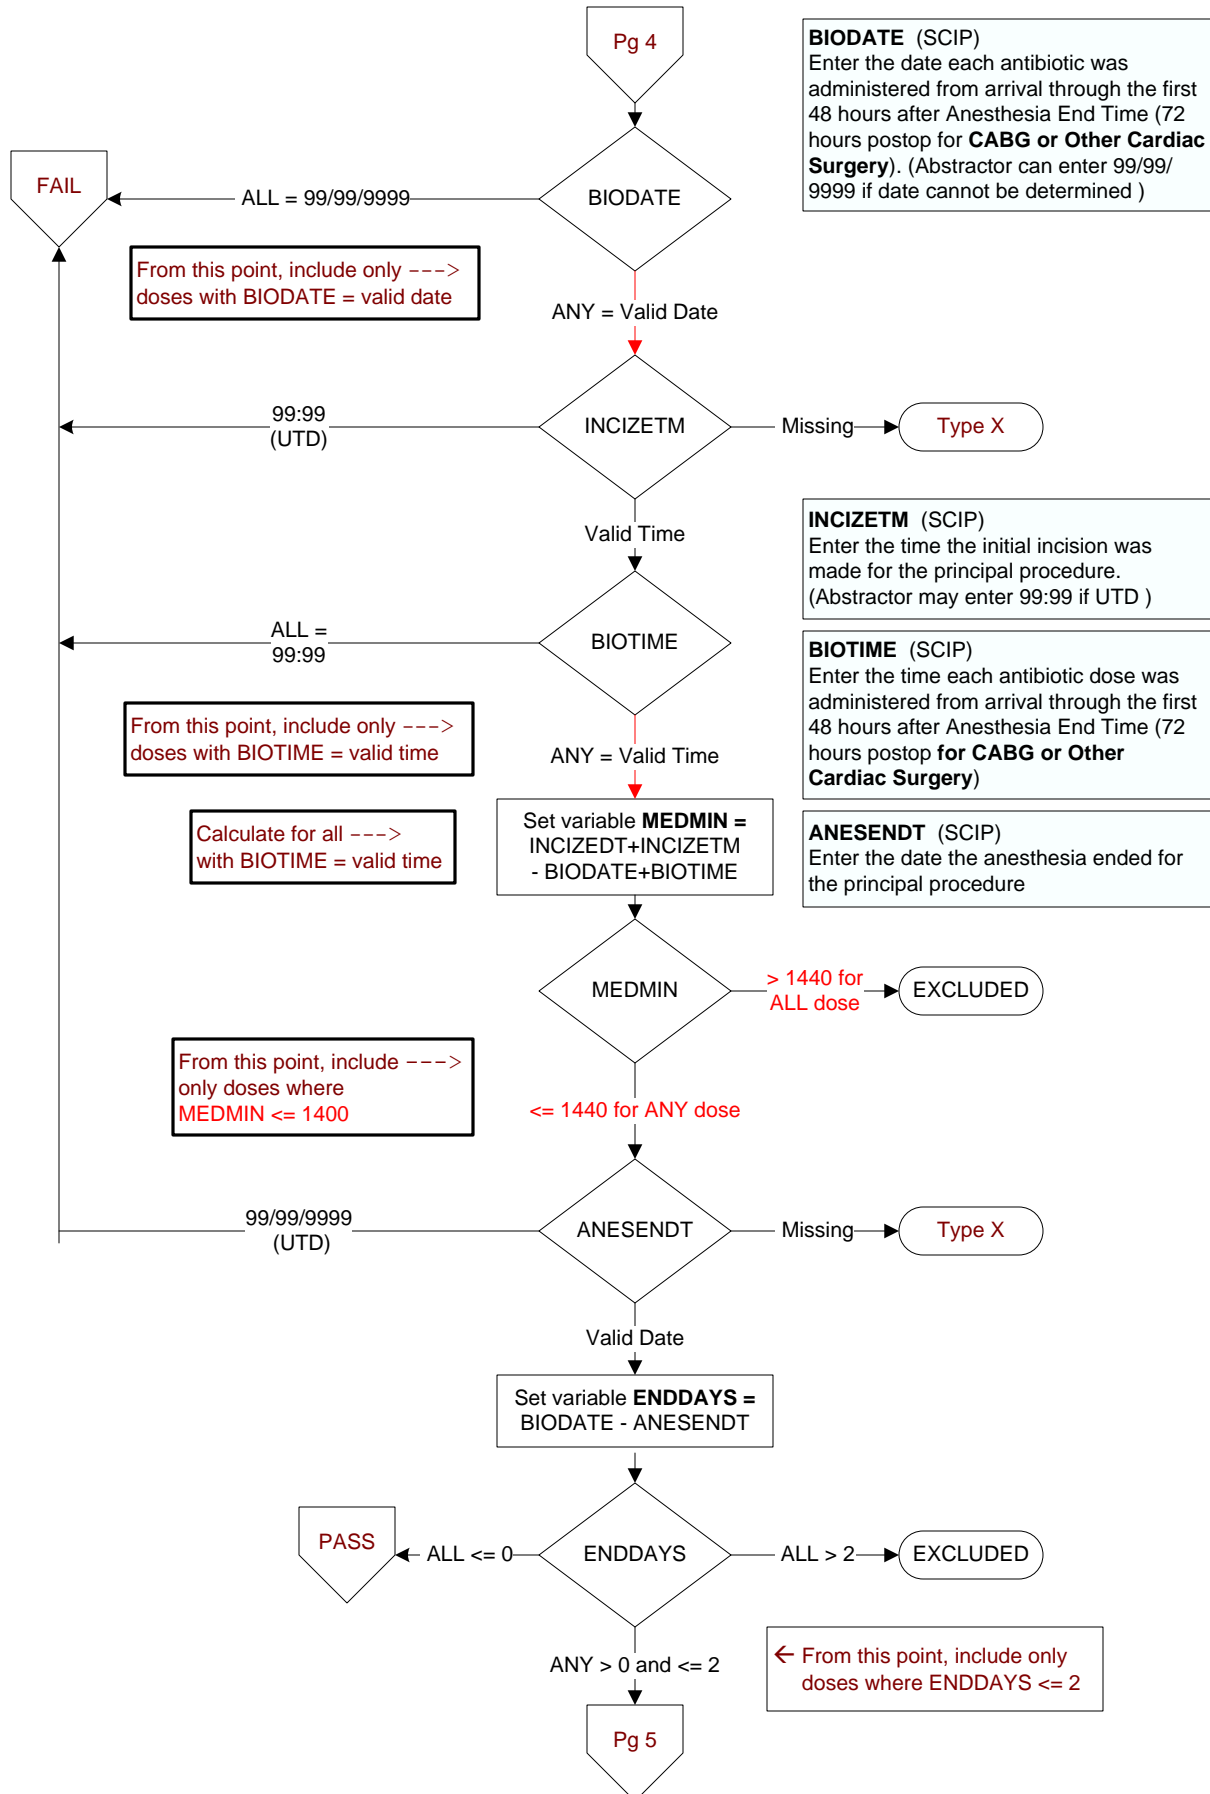 Pg 4
BIODATE (SCIP)
Enter the date each antibiotic was
administered from arrival through the first
48 hours after Anesthesia End Time (72
hours postop for CABG or Other Cardiac
Surgery). (Abstractor can enter 99/99/
9999 if date cannot be determined )
FAIL
ALL = 99/99/9999
BIODATE
From this point, include only --->
doses with BIODATE = valid date
ANY = Valid Date
99:99
(UTD)
INCIZETM
Missing
Type X
Valid Time
INCIZETM (SCIP)
Enter the time the initial incision was
made for the principal procedure.
(Abstractor may enter 99:99 if UTD )
ALL =
99:99
BIOTIME
BIOTIME (SCIP)
Enter the time each antibiotic dose was
administered from arrival through the first
48 hours after Anesthesia End Time (72
hours postop for CABG or Other
Cardiac Surgery)
From this point, include only --->
doses with BIOTIME = valid time
ANY = Valid Time
Calculate for all --->
with BIOTIME = valid time
Set variable MEDMIN =
INCIZEDT+INCIZETM
- BIODATE+BIOTIME
ANESENDT (SCIP)
Enter the date the anesthesia ended for
the principal procedure
MEDMIN
> 1440 for
ALL dose
EXCLUDED
From this point, include --->
only doses where
MEDMIN <= 1400
<= 1440 for ANY dose
99/99/9999
(UTD)
ANESENDT
Missing
Type X
Valid Date
Set variable ENDDAYS =
BIODATE - ANESENDT
PASS
ALL <= 0
ENDDAYS
ALL > 2
EXCLUDED
ANY > 0 and <= 2
← From this point, include only
doses where ENDDAYS <= 2
Pg 5